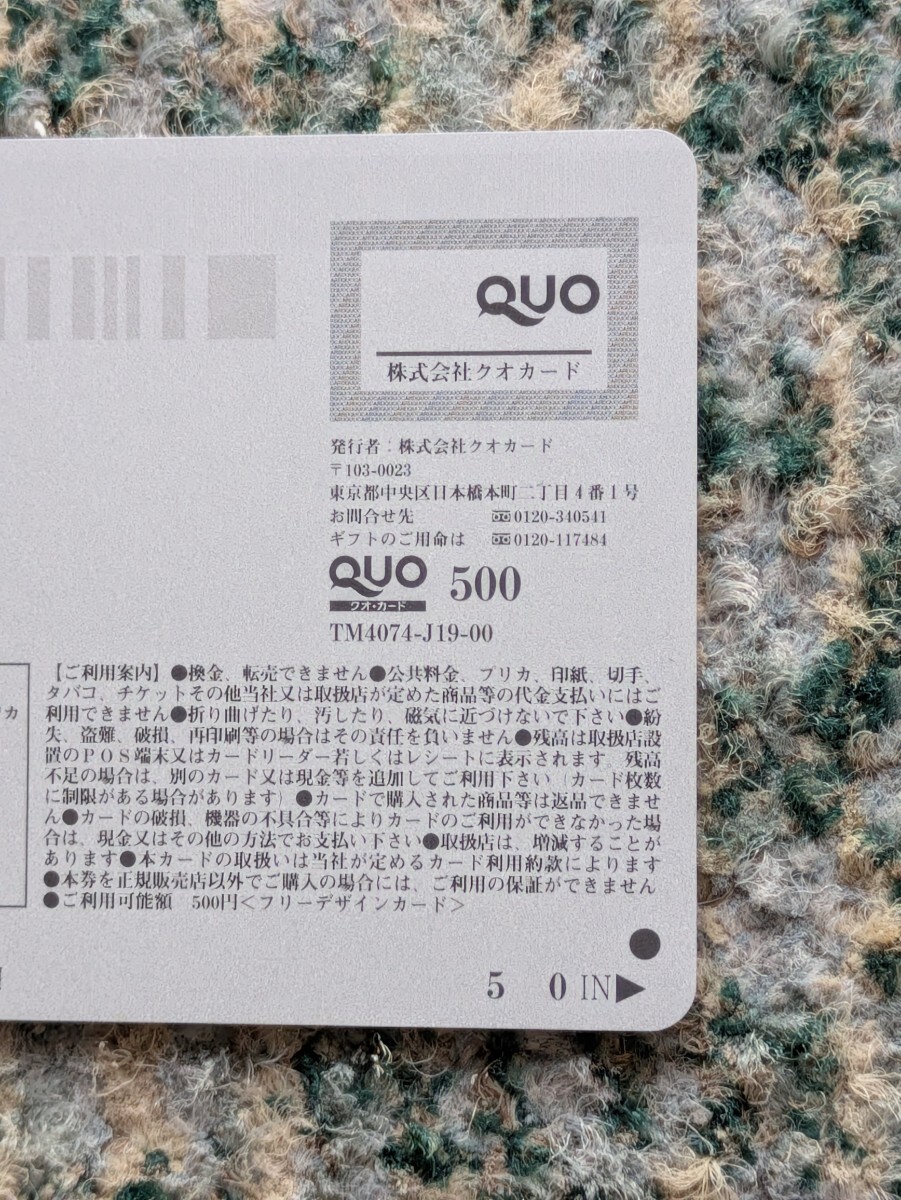 QUO
株式会社クオカード
発行者：株式会社クオカード
〒103-0023
東京都中央区日本橋本町二丁目4番1号
お問合せ先 0120-340541
ギフトのご用命は 0120-117484
QUO 500
クオ・カード
TM4074-J19-00
【ご利用案内】●換金、転売できません●公共料金、プリカ、印紙、切手、
タバコ、チケットその他当社又は取扱店が定めた商品等の代金支払いにはご
利用できません●折り曲げたり、汚したり、磁気に近づけないで下さい●紛
失、盗難、破損、再印刷等の場合はその責任を負いません●残高は取扱店設
置のPOS端末又はカードリーダー若しくはレシートに表示されます。残高
不足の場合は、別のカード又は現金等を追加してご利用下さい（カード枚数
に制限がある場合があります）●カードで購入された商品等は返品できませ
ん●カードの破損、機器の不具合等によりカードのご利用ができなかった場
合は、現金又はその他の方法でお支払い下さい●取扱店は、増減することが
あります●本カードの取扱いは当社が定めるカード利用約款によります
●本券を正規販売店以外でご購入の場合には、ご利用の保証ができません
●ご利用可能額 500円＜フリーデザインカード＞
リカ
5 0 IN▶